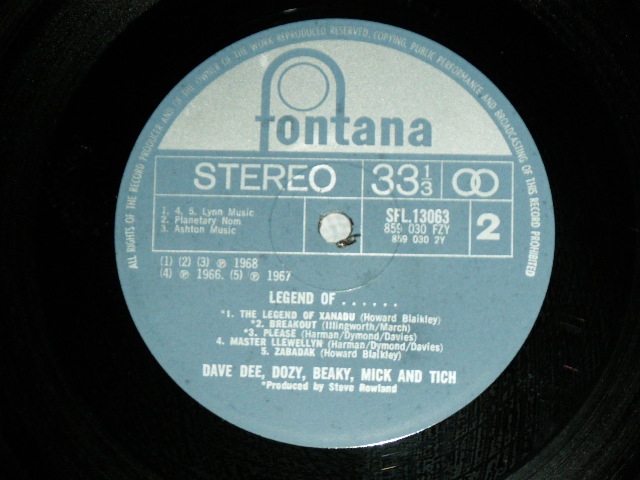 ALL RIGHTS OF THE RECORD PRODUCER AND OF THE OWNER OF THE WORK REPRODUCED RESERVED, COPYING, PUBLIC PERFORMANCE AND BROADCASTING OF THIS RECORD PROHIBITED
fontana
STEREO 33 1/3
1. 4, 5. Lynn Music
2. Planetary Nom
3. Ashton Music
SFL.13063
859 030 FZY
859 030 2Y
2
(1) (2) (3) ℗ 1968
(4) ℗ 1966. (5) ℗ 1967
LEGEND OF......
*1. THE LEGEND OF XANADU (Howard Blaikley)
*2. BREAKOUT (Illingworth/March)
*3. PLEASE (Harman/Dymond/Davies)
4. MASTER LLEWELLYN (Harman/Dymond/Davies)
5. ZABADAK (Howard Blaikley)
DAVE DEE, DOZY, BEAKY, MICK AND TICH
*Produced by Steve Rowland